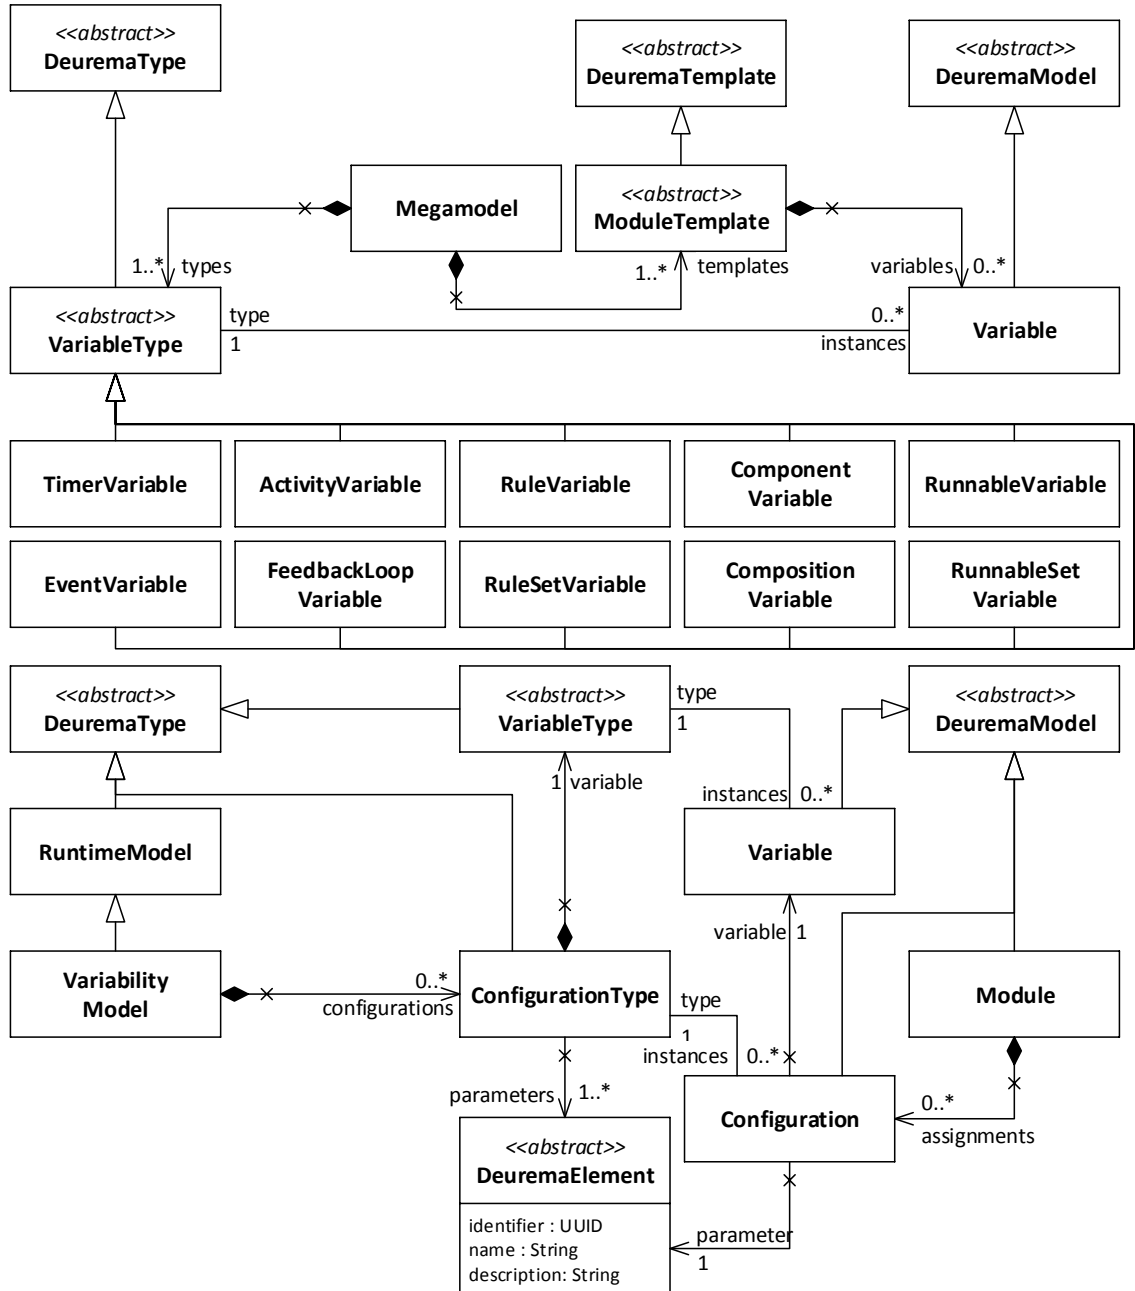 <<abstract>>
DeuremaType
<<abstract>>
DeuremaTemplate
<<abstract>>
DeuremaModel
Megamodel
<<abstract>>
ModuleTemplate
1..* types
1..* templates
variables 0..*
<<abstract>>
VariableType
type
1
0..*
instances
Variable
TimerVariable
ActivityVariable
RuleVariable
Component
Variable
RunnableVariable
EventVariable
FeedbackLoop
Variable
RuleSetVariable
Composition
Variable
RunnableSet
Variable
<<abstract>>
DeuremaType
<<abstract>>
VariableType
type
1
<<abstract>>
DeuremaModel
1 variable
instances 0..*
RuntimeModel
Variable
variable 1
Variability
Model
0..*
configurations
ConfigurationType
type
1
instances 0..*
Module
parameters 1..*
Configuration
0..*
assignments
<<abstract>>
DeuremaElement
identifier : UUID
name : String
description: String
parameter
1